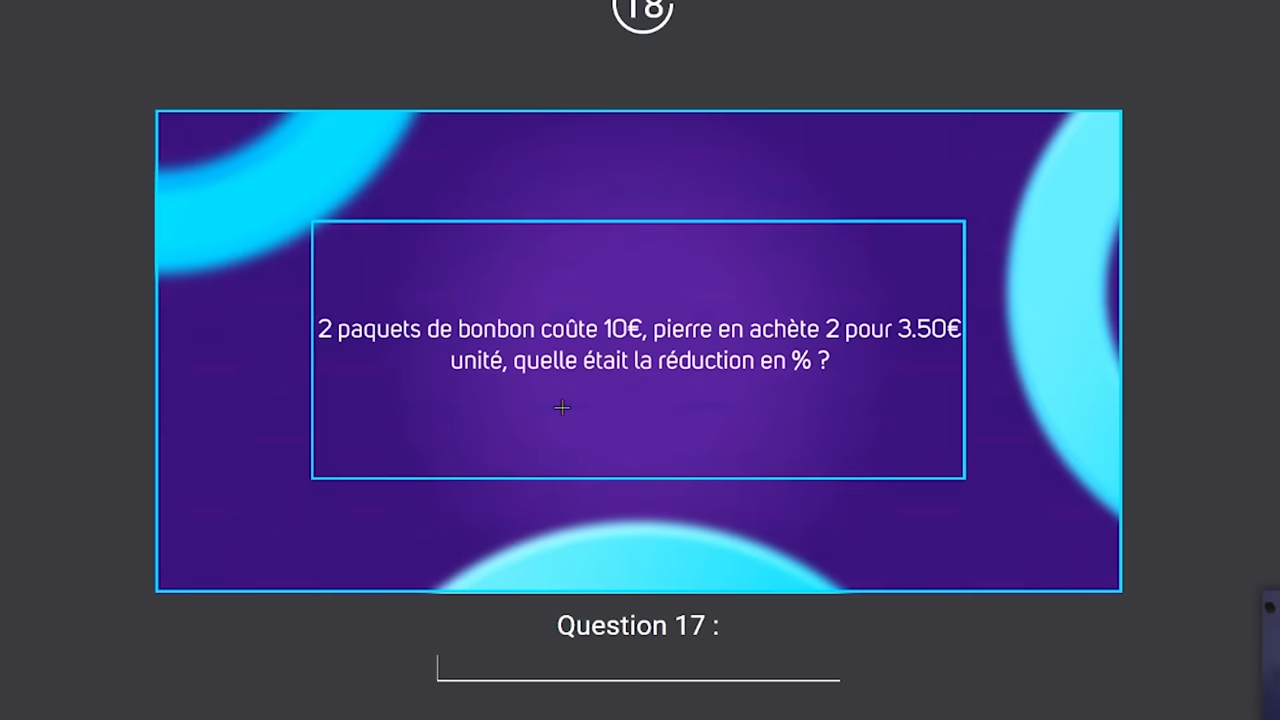 18
2 paquets de bonbon coûte 10€, pierre en achète 2 pour 3.50€
unité, quelle était la réduction en % ?
Question 17 :